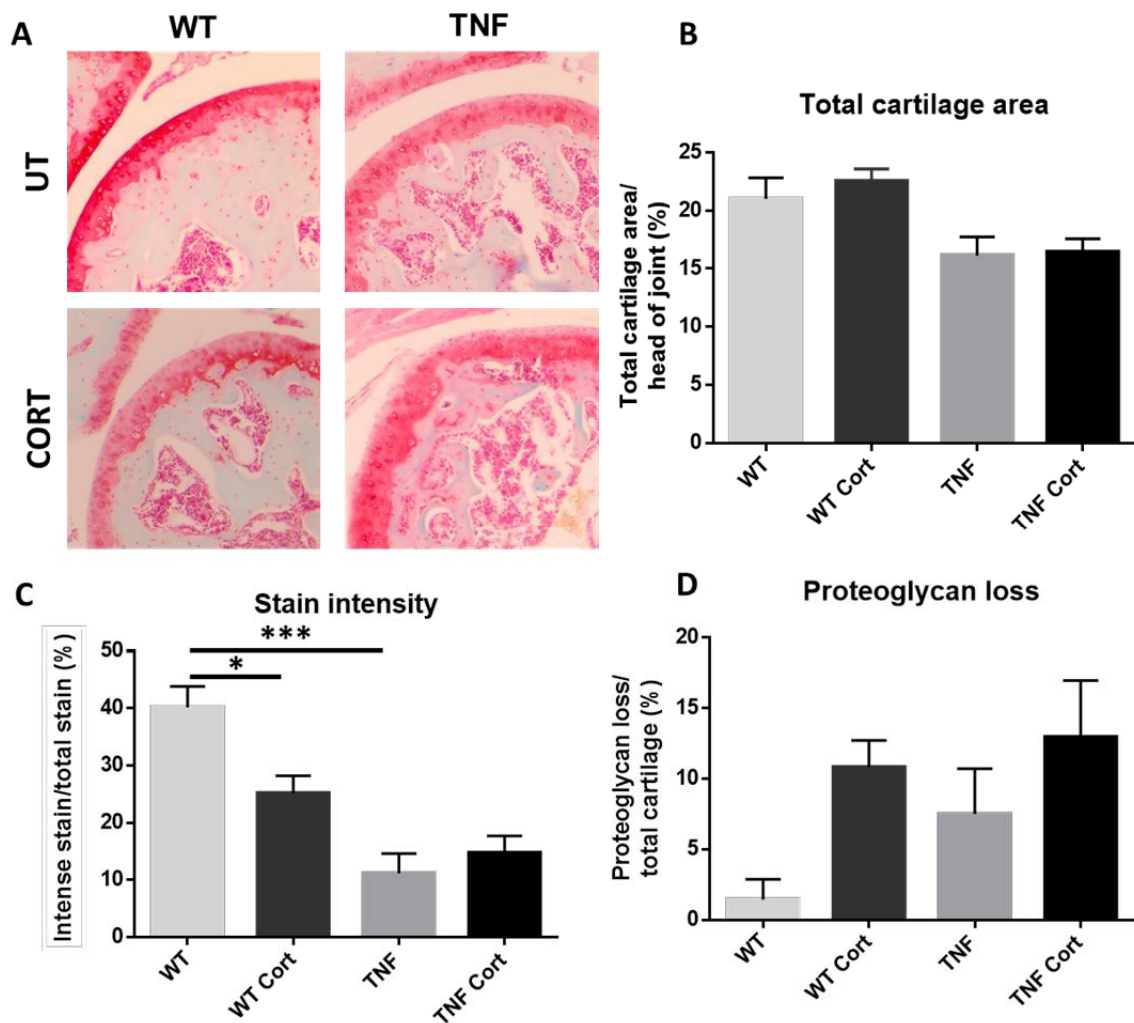 A
WT
TNF
UT
CORT
B
Total cartilage area
Total cartilage area/
head of joint (%)
25
20
15
10
5
0
WT
WT Cort
TNF
TNF Cort
C
Stain intensity
Intense stain/total stain (%)
50
40
30
20
10
0
***
*
WT
WT Cort
TNF
TNF Cort
D
Proteoglycan loss
Proteoglycan loss/
total cartilage (%)
20
15
10
5
0
WT
WT Cort
TNF
TNF Cort